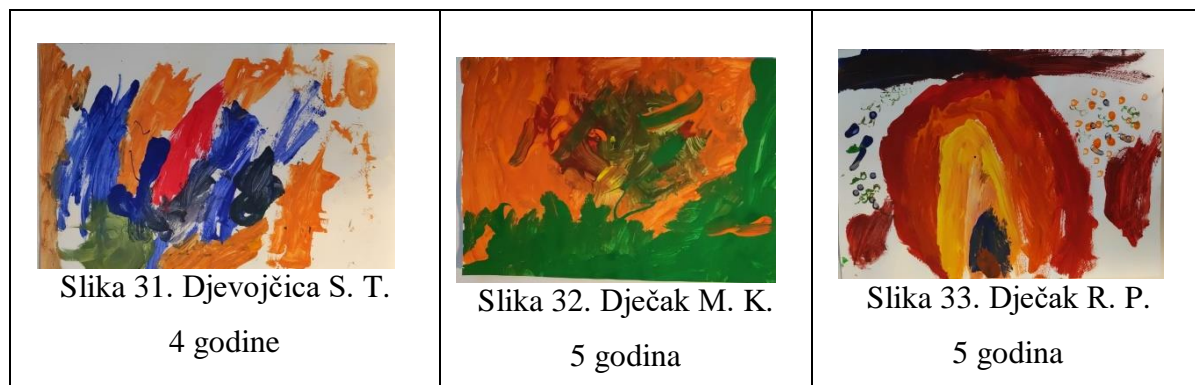 Slika 31. Djevojčica S. T.
4 godine
Slika 32. Dječak M. K.
5 godina
Slika 33. Dječak R. P.
5 godina